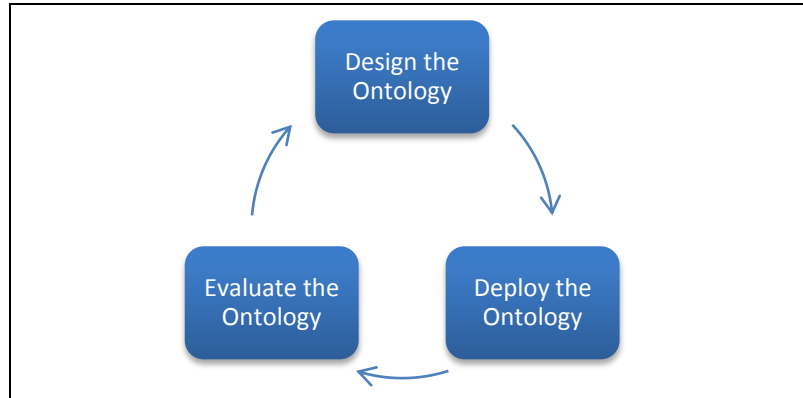 Design the
Ontology
Evaluate the
Ontology
Deploy the
Ontology